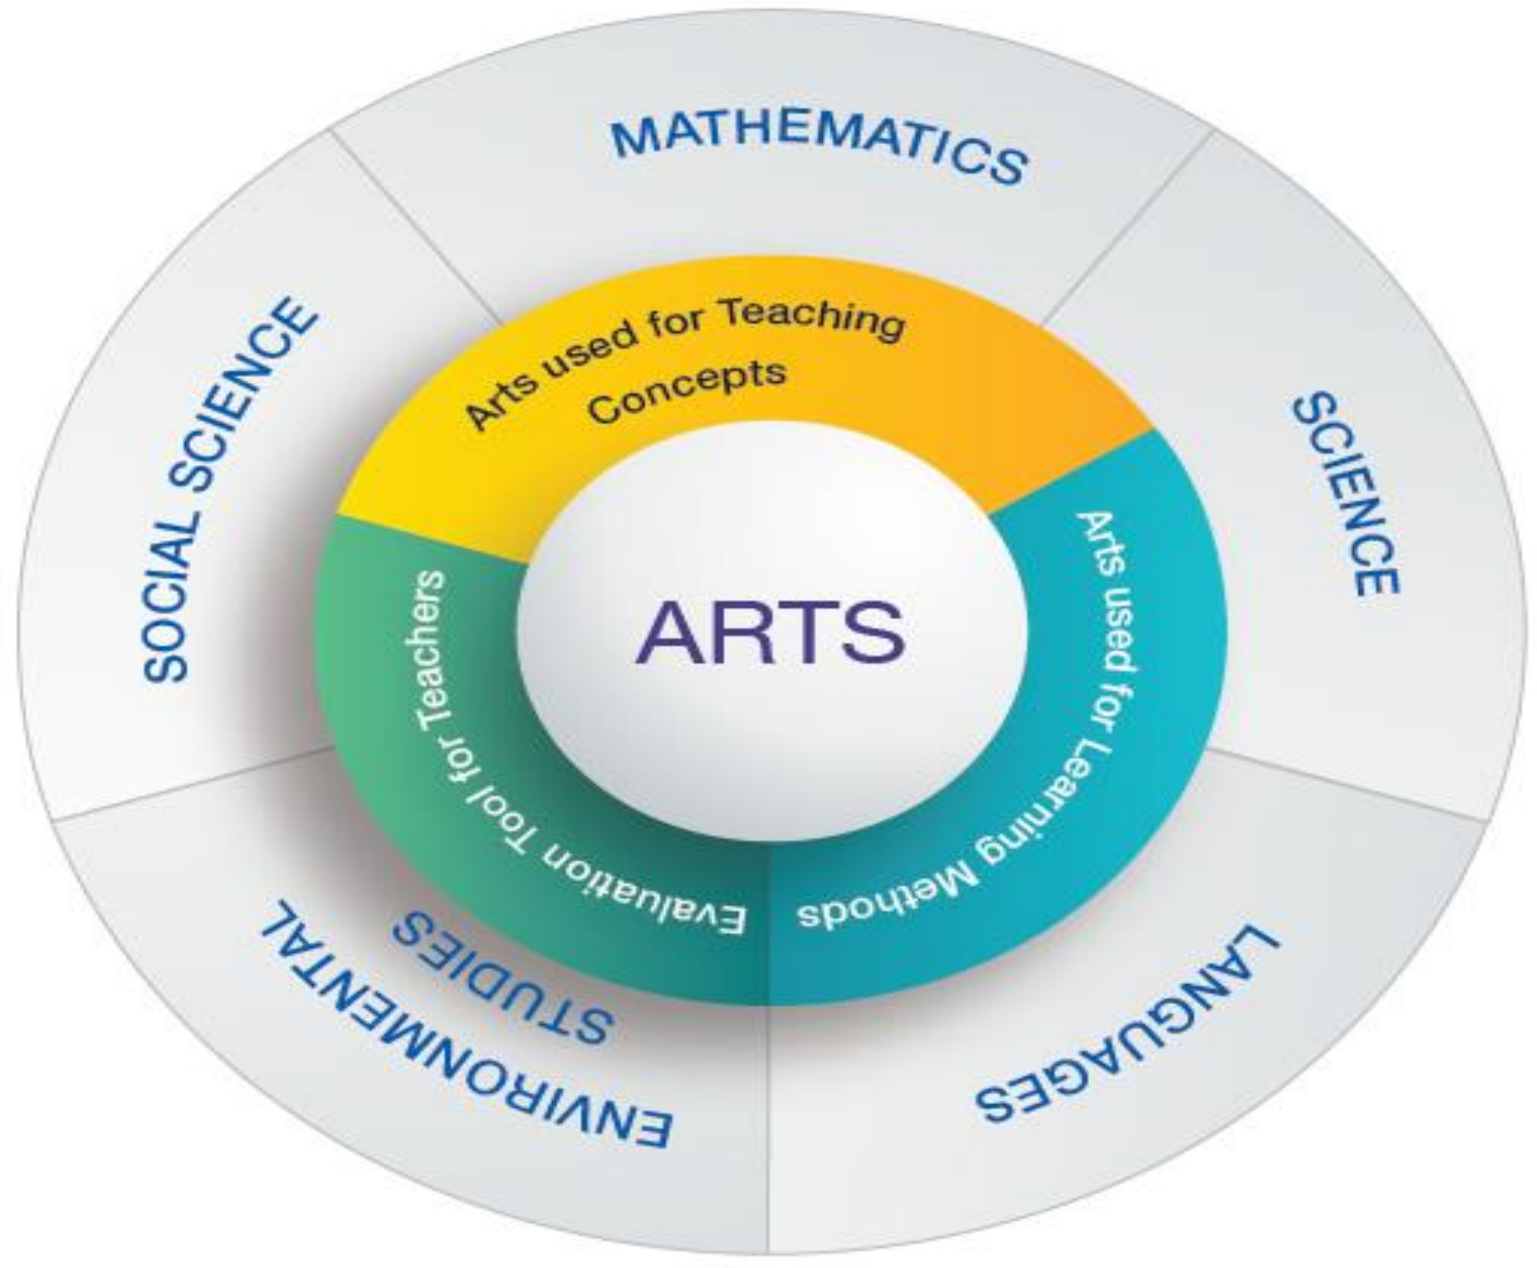 MATHEMATICS
SCIENCE
LANGUAGES
ENVIRONMENTAL
STUDIES
SOCIAL SCIENCE
Arts used for Teaching
Concepts
Arts used for Learning Methods
Evaluation Tool for Teachers
ARTS